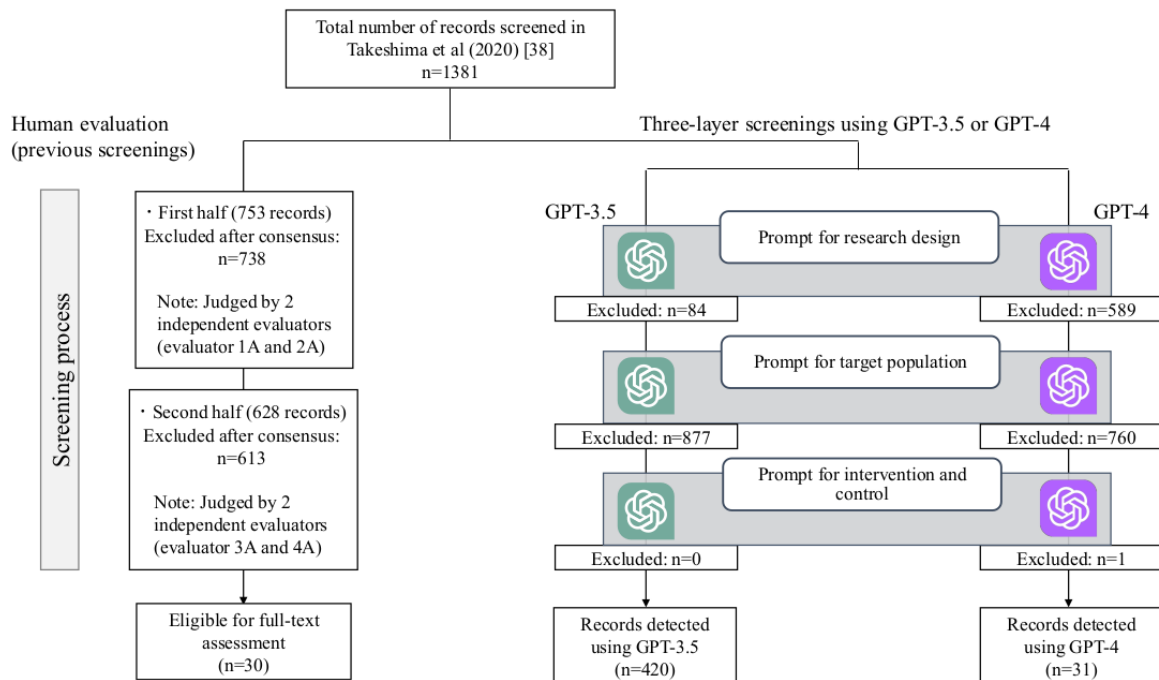 Total number of records screened in
Takeshima et al (2020) [38]
n=1381
Human evaluation
(previous screenings)
Three-layer screenings using GPT-3.5 or GPT-4
Screening process
・First half (753 records)
Excluded after consensus:
n=738
Note: Judged by 2
independent evaluators
(evaluator 1A and 2A)
・Second half (628 records)
Excluded after consensus:
n=613
Note: Judged by 2
independent evaluators
(evaluator 3A and 4A)
Eligible for full-text
assessment
(n=30)
GPT-3.5
GPT-4
Prompt for research design
Excluded: n=84
Excluded: n=589
Prompt for target population
Excluded: n=877
Excluded: n=760
Prompt for intervention and
control
Excluded: n=0
Excluded: n=1
Records detected
using GPT-3.5
(n=420)
Records detected
using GPT-4
(n=31)